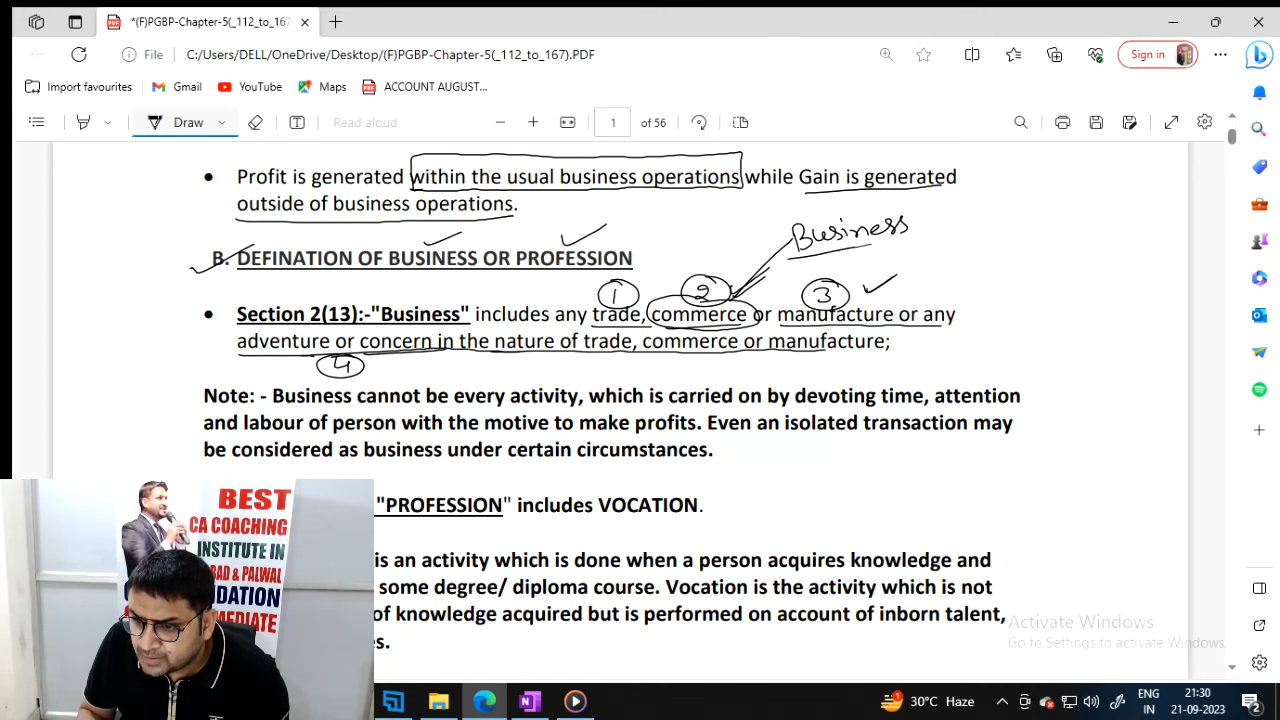 *(F)PGBP-Chapter-5(_112_to_167)
File
C:/Users/DELL/OneDrive/Desktop/(F)PGBP-Chapter-5(_112_to_167).PDF
Sign in
Import favourites
Gmail
YouTube
Maps
ACCOUNT AUGUST...
Draw
Read aloud
1
of 56
• Profit is generated within the usual business operations while Gain is generated
outside of business operations.
Business
B. DEFINATION OF BUSINESS OR PROFESSION
1 2 3
• Section 2(13):-"Business" includes any trade, commerce or manufacture or any
adventure or concern in the nature of trade, commerce or manufacture;
4
Note: - Business cannot be every activity, which is carried on by devoting time, attention
and labour of person with the motive to make profits. Even an isolated transaction may
be considered as business under certain circumstances.
"PROFESSION" includes VOCATION.
is an activity which is done when a person acquires knowledge and
some degree/ diploma course. Vocation is the activity which is not
of knowledge acquired but is performed on account of inborn talent,
BEST
CA COACHING
INSTITUTE IN
BAD & PALWAL
NDATION
MEDIATE
Activate Windows
Go to Settings to activate Windows.
30°C Haze
ENG
IN
21:30
21-09-2023
2